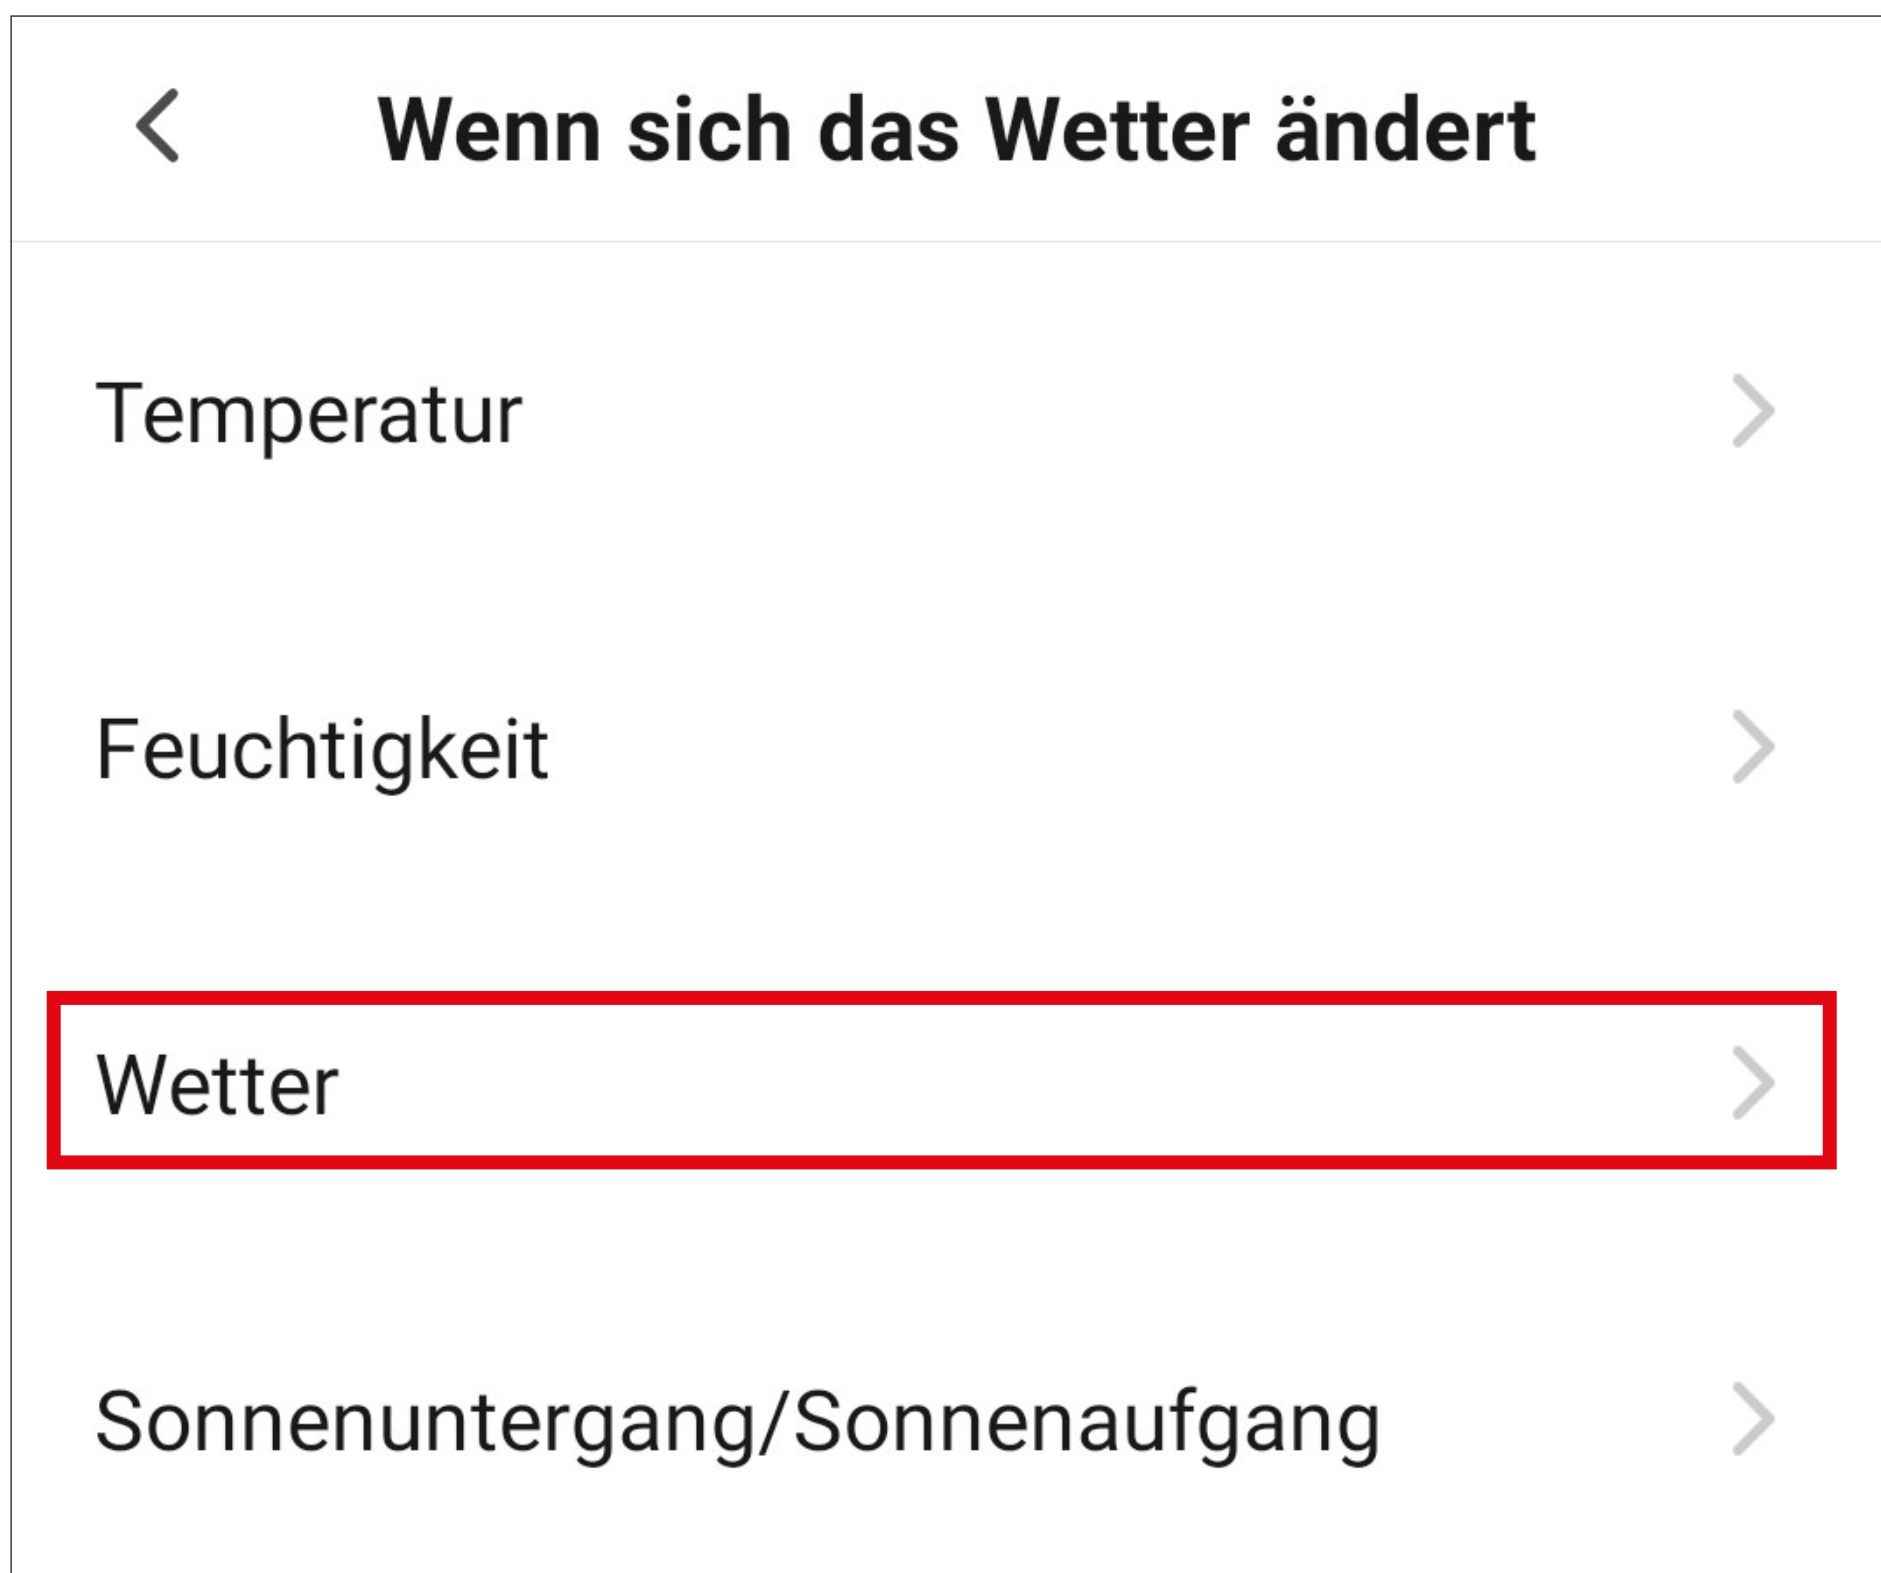 Wenn sich das Wetter ändert
Temperatur
Feuchtigkeit
Wetter
Sonnenuntergang/Sonnenaufgang